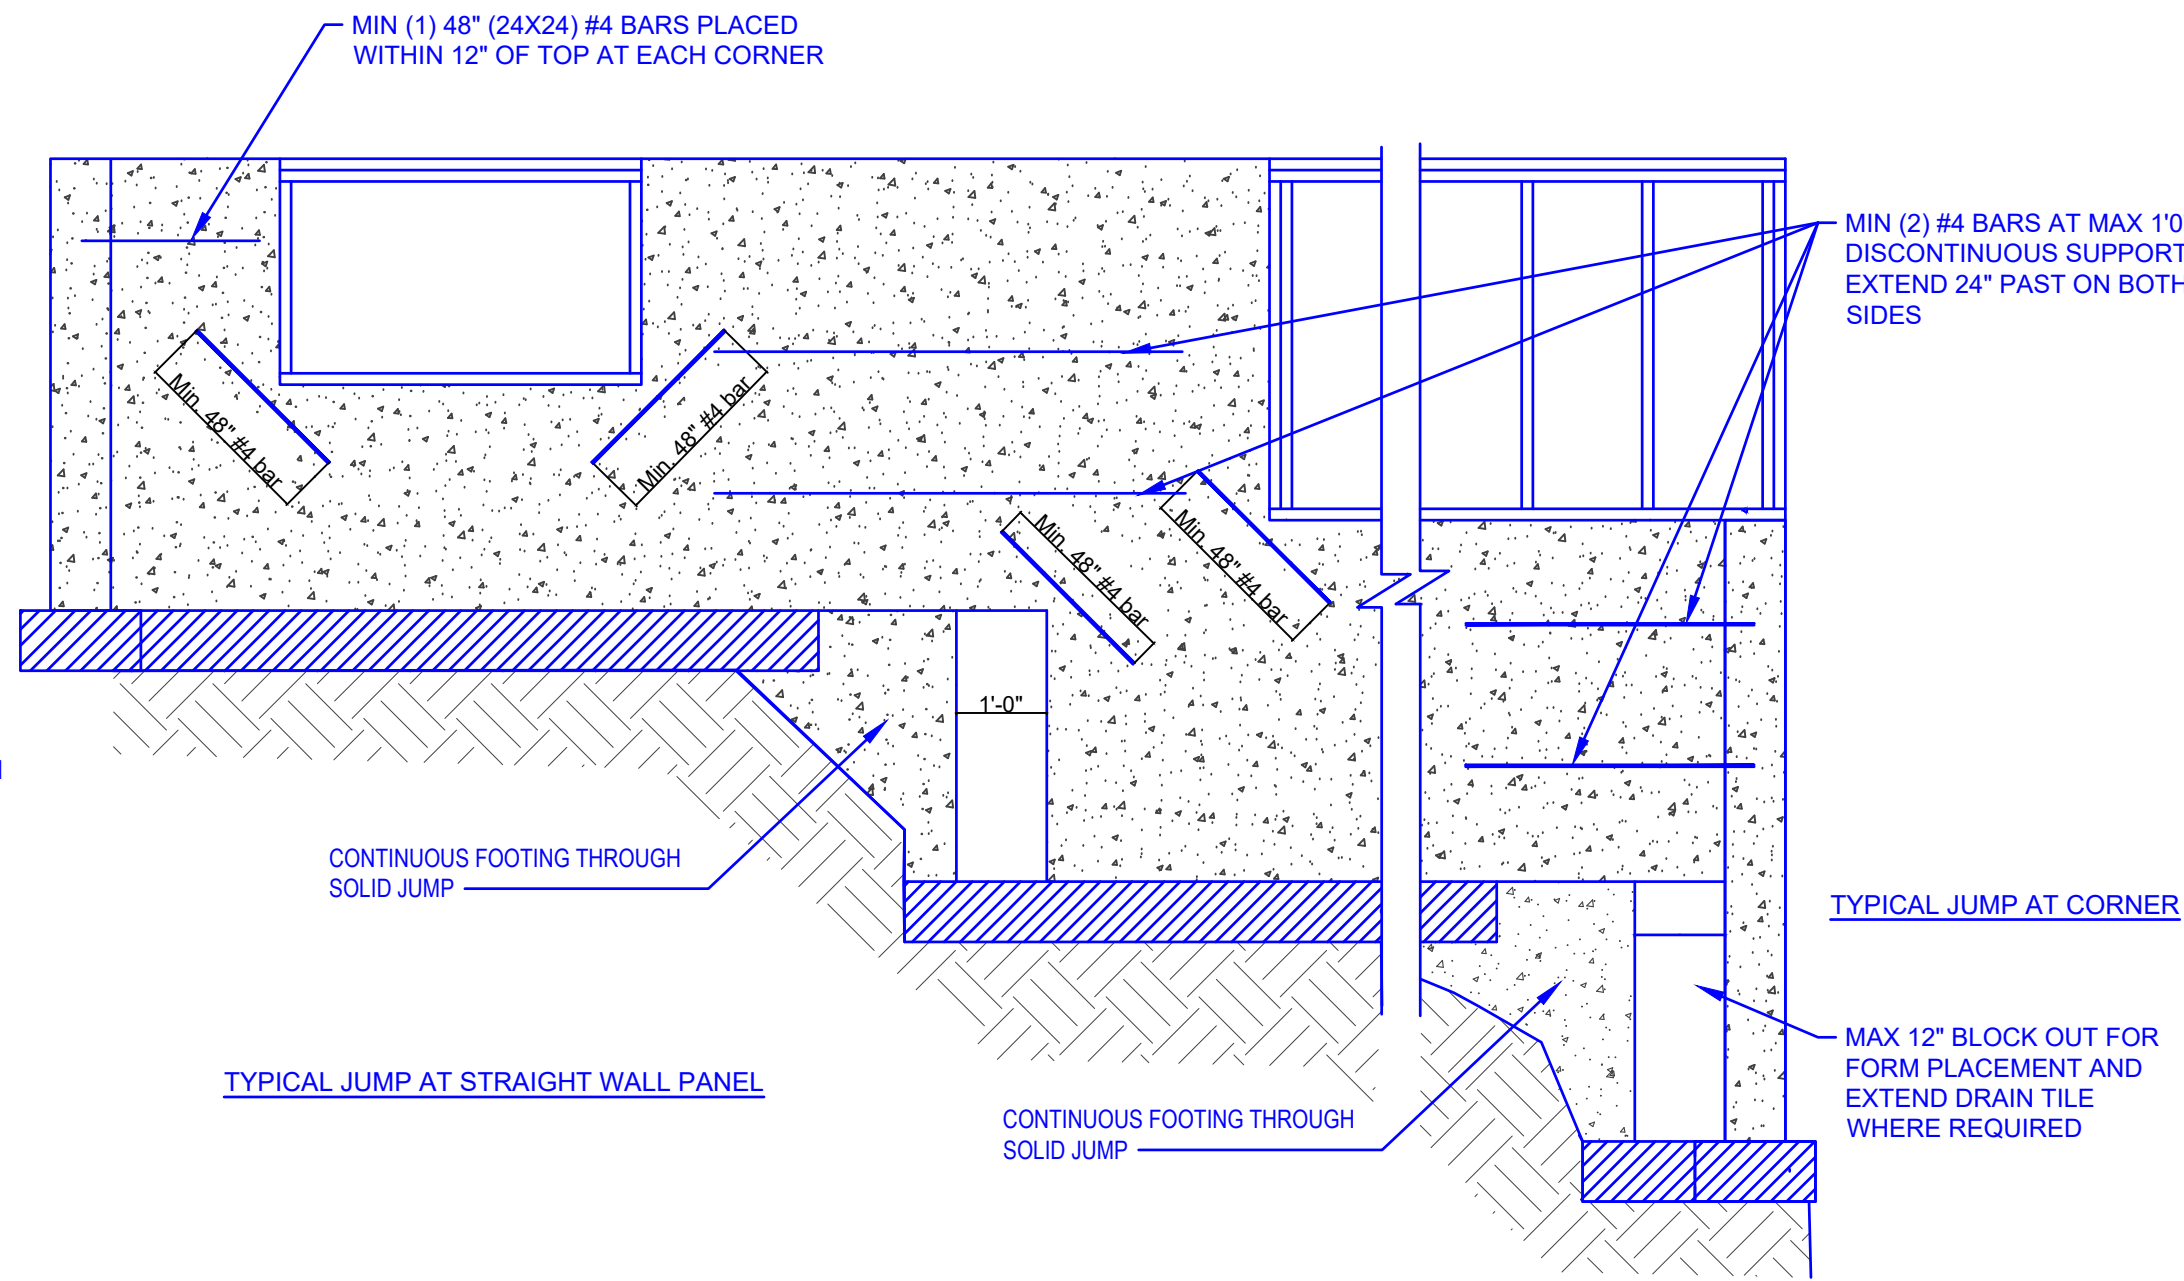 MIN (1) 48" (24X24) #4 BARS PLACED
WITHIN 12" OF TOP AT EACH CORNER
MIN (2) #4 BARS AT MAX 1'0
DISCONTINUOUS SUPPORT
EXTEND 24" PAST ON BOTH
SIDES
Min. 48" #4 bar
Min. 48" #4 bar
Min. 48" #4 bar
Min. 48" #4 bar
1'-0"
CONTINUOUS FOOTING THROUGH
SOLID JUMP
TYPICAL JUMP AT CORNER
MAX 12" BLOCK OUT FOR
FORM PLACEMENT AND
EXTEND DRAIN TILE
WHERE REQUIRED
TYPICAL JUMP AT STRAIGHT WALL PANEL
CONTINUOUS FOOTING THROUGH
SOLID JUMP